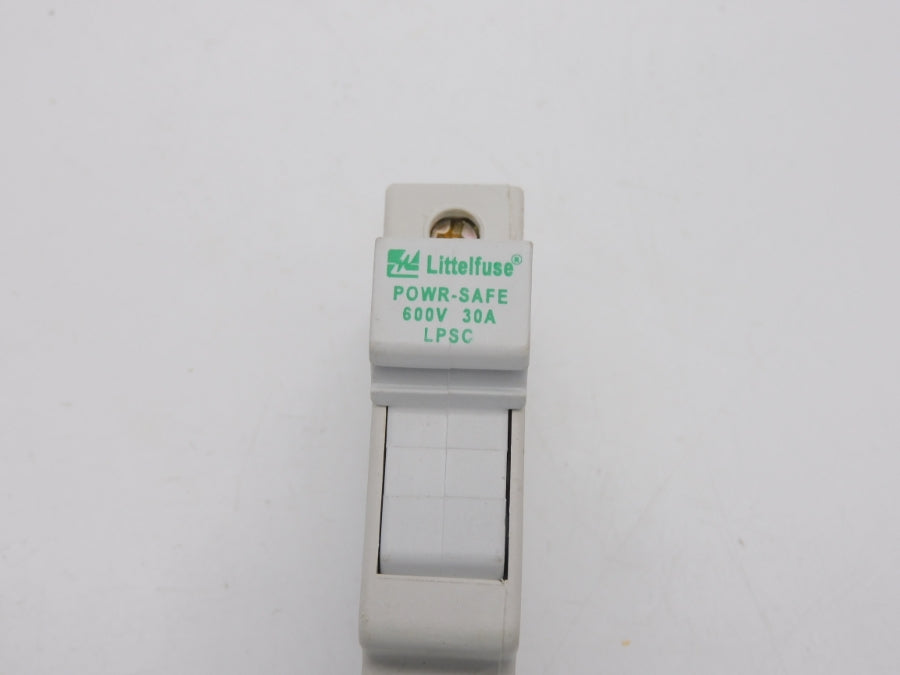 Littelfuse®
POWR-SAFE
600V 30A
LPSC